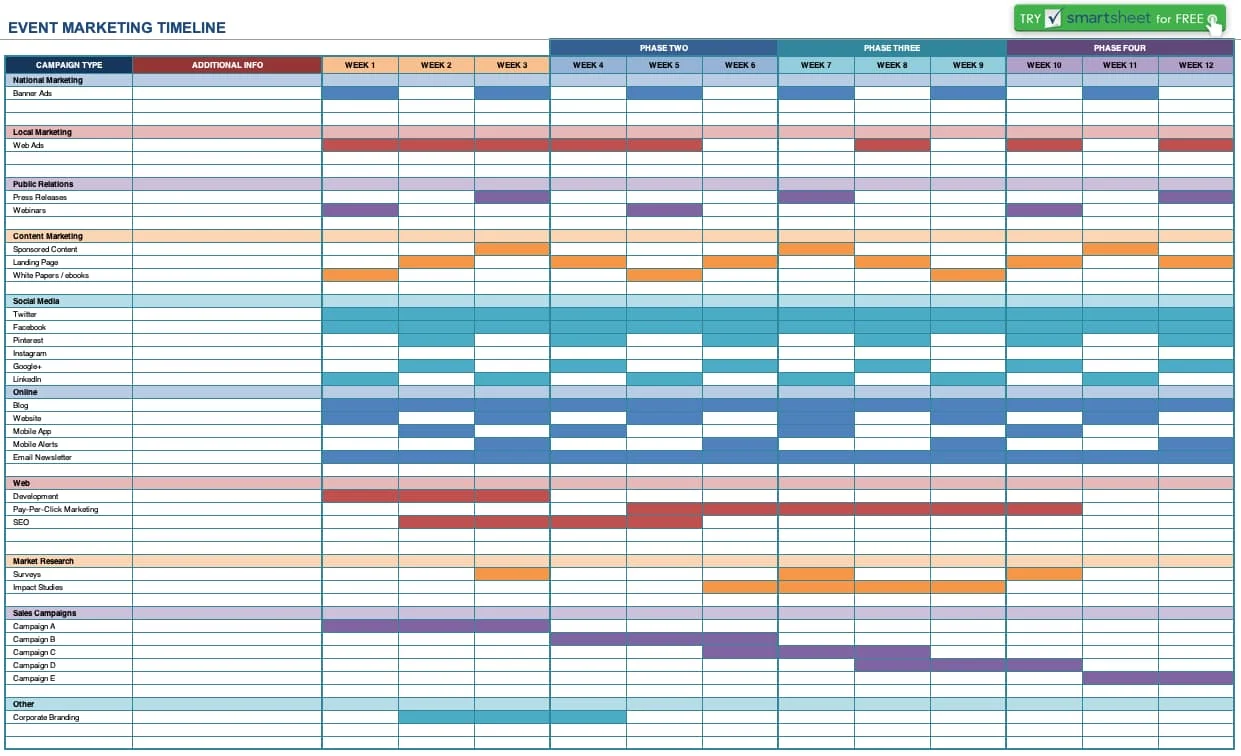 TRY smartsheet for FREE
EVENT MARKETING TIMELINE
PHASE TWO PHASE THREE PHASE FOUR
CAMPAIGN TYPE ADDITIONAL INFO WEEK 1 WEEK 2 WEEK 3 WEEK 4 WEEK 5 WEEK 6 WEEK 7 WEEK 8 WEEK 9 WEEK 10 WEEK 11 WEEK 12
National Marketing
Banner Ads
Local Marketing
Web Ads
Public Relations
Press Releases
Webinars
Content Marketing
Sponsored Content
Landing Page
White Papers / ebooks
Social Media
Twitter
Facebook
Pinterest
Instagram
Google+
LinkedIn
Online
Blog
Website
Mobile App
Mobile Alerts
Email Newsletter
Web
Development
Pay-Per-Click Marketing
SEO
Market Research
Surveys
Impact Studies
Sales Campaigns
Campaign A
Campaign B
Campaign C
Campaign D
Campaign E
Other
Corporate Branding